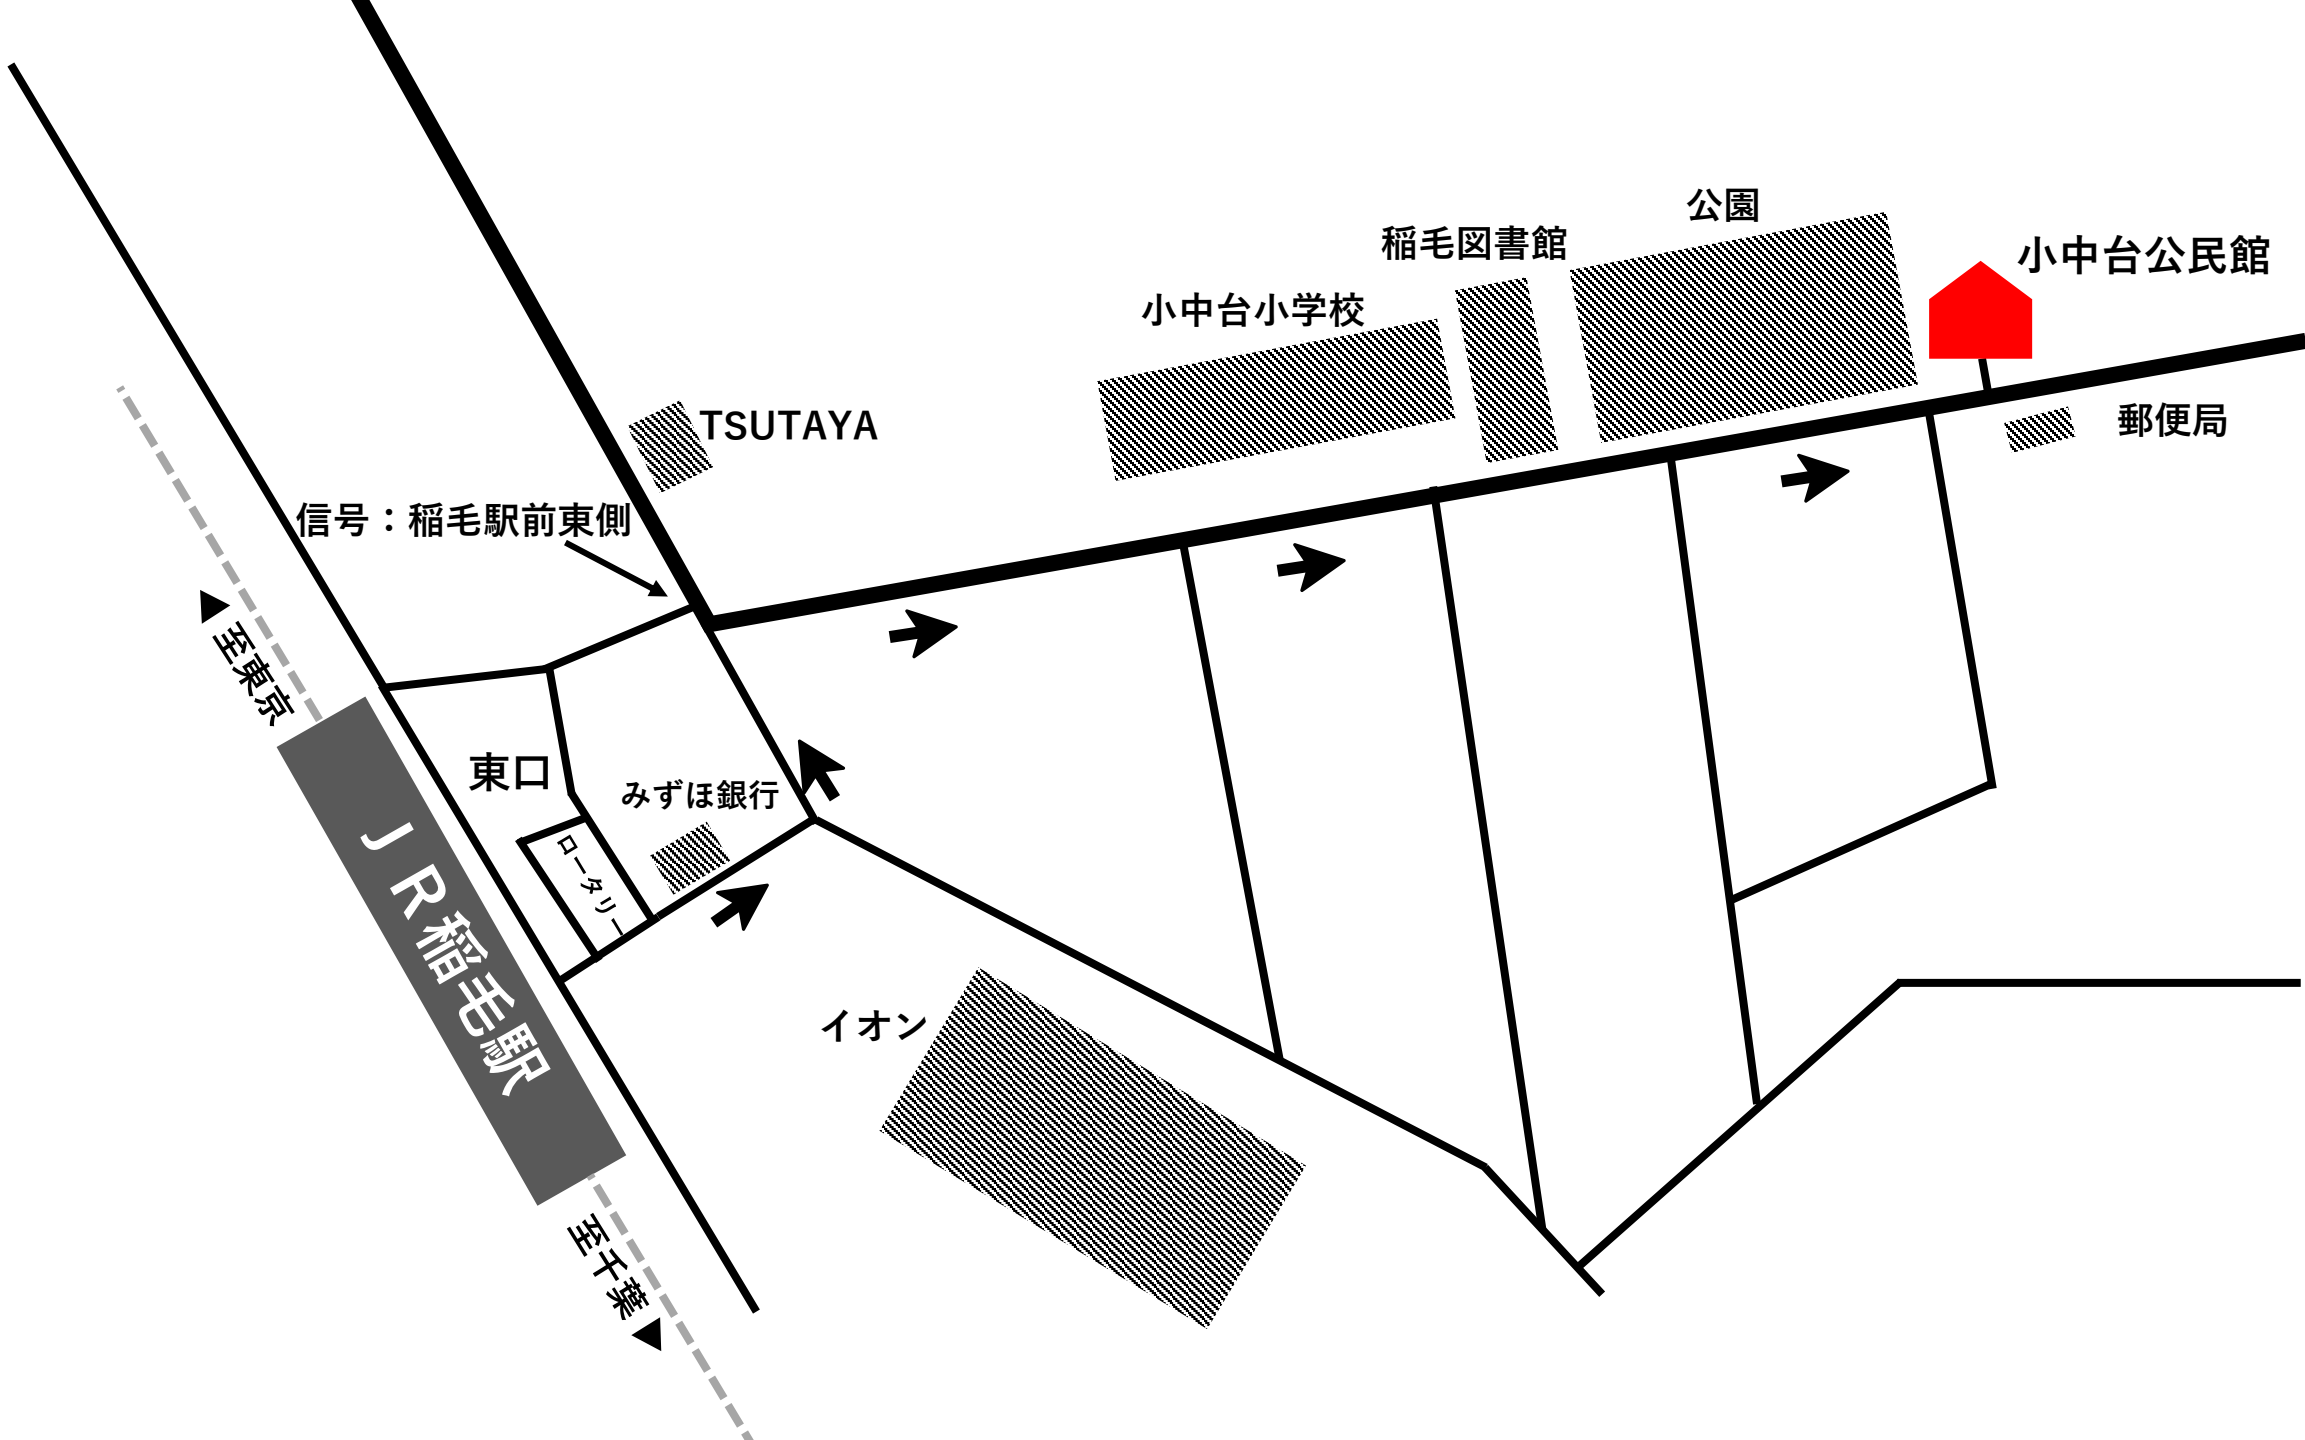 公園
稲毛図書館
小中台公民館
小中台小学校
TSUTAYA
郵便局
信号：稲毛駅前東側
至東京
東口
みずほ銀行
ロータリー
ＪＲ稲毛駅
イオン
至千葉